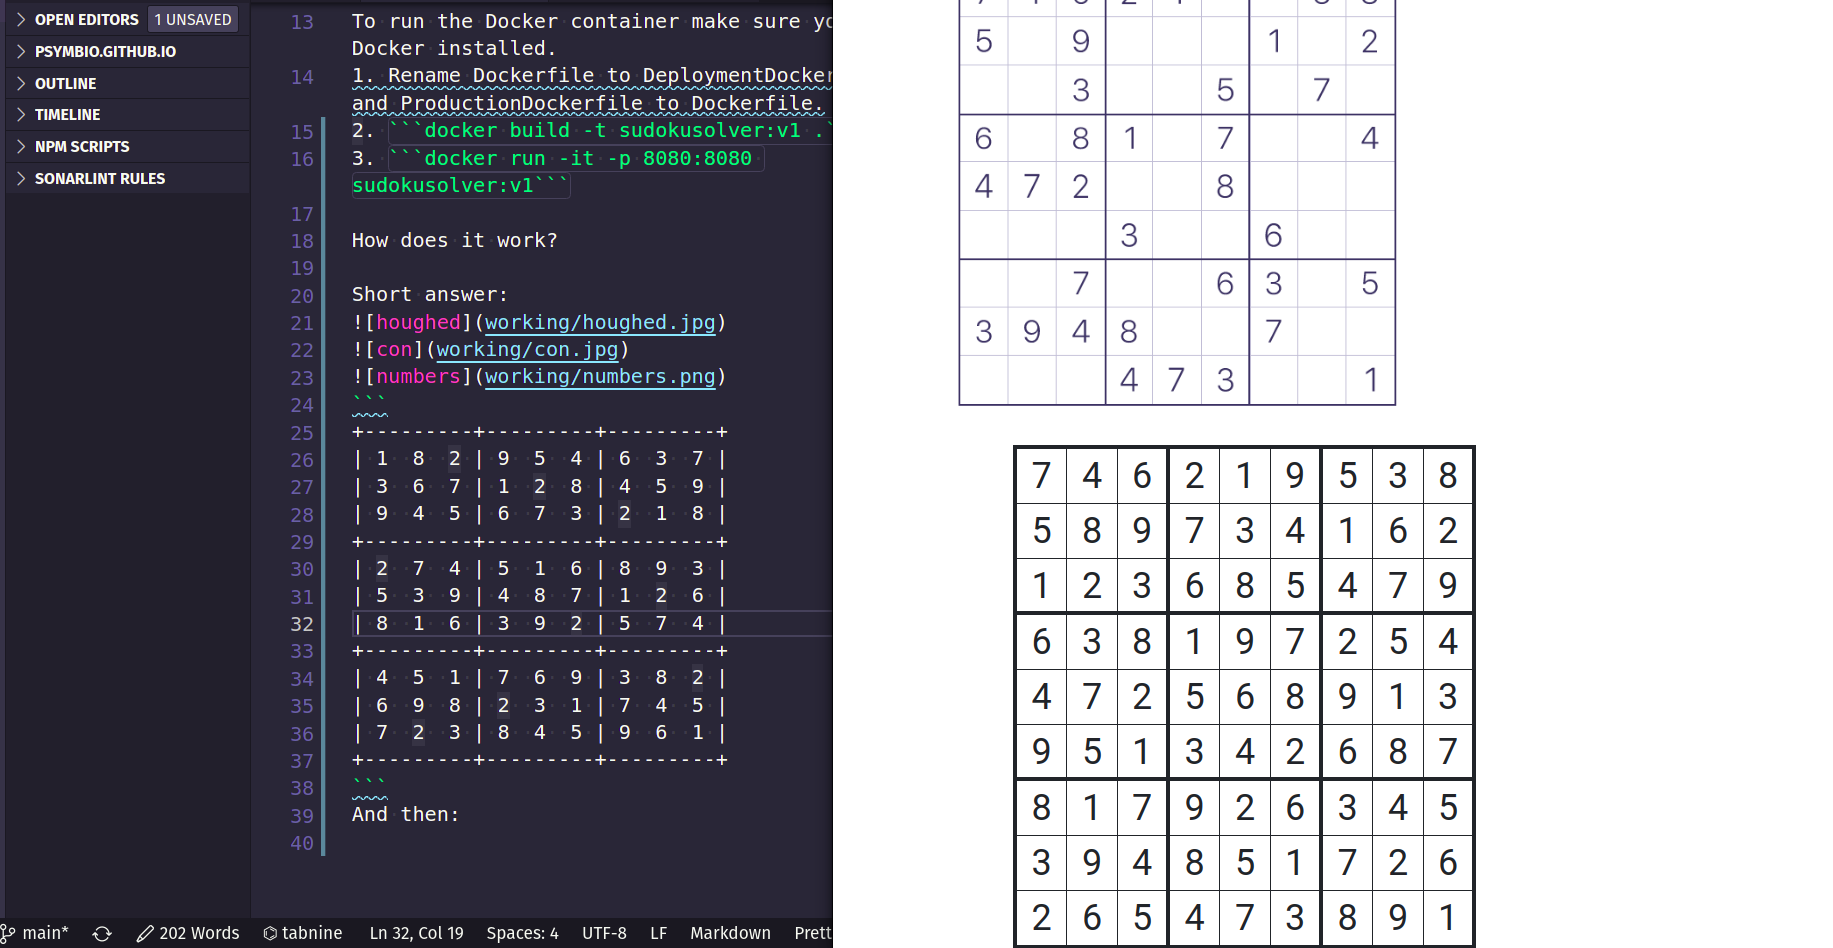 OPEN EDITORS 1 UNSAVED
PSYMBIO.GITHUB.IO
OUTLINE
TIMELINE
NPM SCRIPTS
SONARLINT RULES
13 To run the Docker container make sure
Docker installed.
14 1. Rename Dockerfile to DeploymentDocker
and ProductionDockerfile to Dockerfile.
15 2. ```docker build -t sudokusolver:v1 .`
16 3. ```docker run -it -p 8080:8080
sudokusolver:v1```
17
18 How does it work?
19
20 Short answer:
21 ![houghed](working/houghed.jpg)
22 ![con](working/con.jpg)
23 ![numbers](working/numbers.png)
24 ```
25 +---------+---------+---------+
26 | 1 8 2 | 9 5 4 | 6 3 7 |
27 | 3 6 7 | 1 2 8 | 4 5 9 |
28 | 9 4 5 | 6 7 3 | 2 1 8 |
29 +---------+---------+---------+
30 | 2 7 4 | 5 1 6 | 8 9 3 |
31 | 5 3 9 | 4 8 7 | 1 2 6 |
32 | 8 1 6 | 3 9 2 | 5 7 4 |
33 +---------+---------+---------+
34 | 4 5 1 | 7 6 9 | 3 8 2 |
35 | 6 9 8 | 2 3 1 | 7 4 5 |
36 | 7 2 3 | 8 4 5 | 9 6 1 |
37 +---------+---------+---------+
38 ```
39 And then:
40
main* 202 Words tabnine Ln 32, Col 19 Spaces: 4 UTF-8 LF Markdown Prett
5 9 1 2
3 5 7
6 8 1 7 4
4 7 2 8
3 6
7 6 3 5
3 9 4 8 7
4 7 3 1
7 4 6 2 1 9 5 3 8
5 8 9 7 3 4 1 6 2
1 2 3 6 8 5 4 7 9
6 3 8 1 9 7 2 5 4
4 7 2 5 6 8 9 1 3
9 5 1 3 4 2 6 8 7
8 1 7 9 2 6 3 4 5
3 9 4 8 5 1 7 2 6
2 6 5 4 7 3 8 9 1